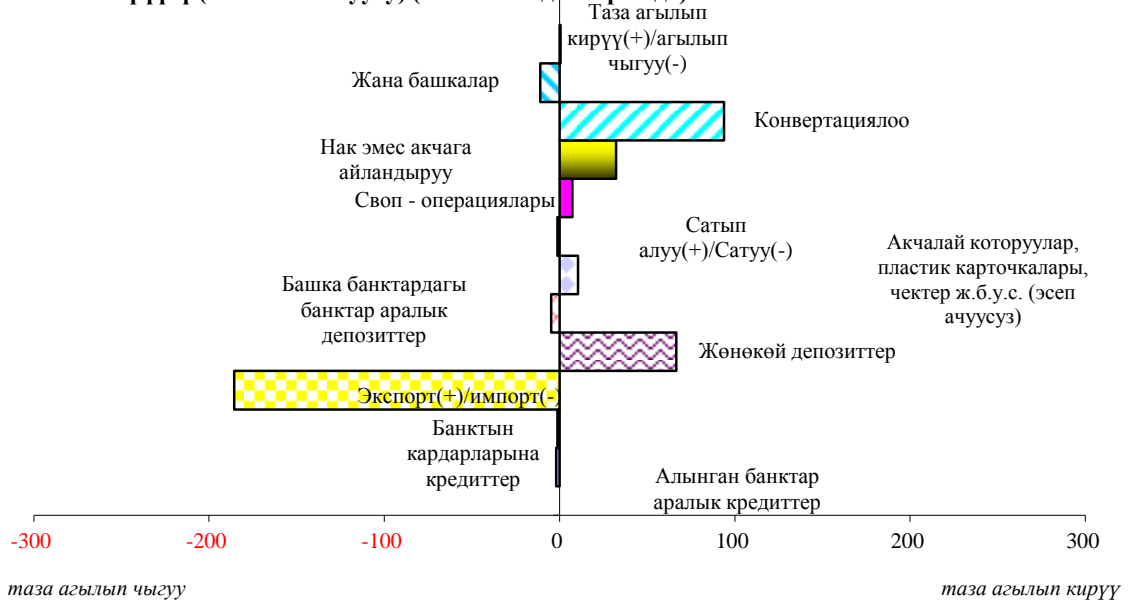 Таза агылып
кирүү(+)/агылып
чыгуу(-)
Жана башкалар
Конвертациялоо
Нак эмес акчага
айландыруу
Своп - операциялары
Сатып
алуу(+)/Сатуу(-)
Акчалай которуулар,
пластик карточкалары,
чектер ж.б.у.с. (эсеп
ачуусуз)
Башка банктардагы
банктар аралык
депозиттер
Жөнөкөй депозиттер
Экспорт(+)/импорт(-)
Банктын
кардарларына
кредиттер
Алынган банктар
аралык кредиттер
-300 -200 -100 0 100 200 300
таза агылып чыгуу
таза агылып кирүү